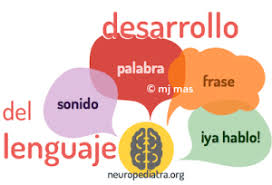 desarrollo
palabra
© mj mas
frase
sonido
del
lenguaje
¡ya hablo!
neuropediatra.org